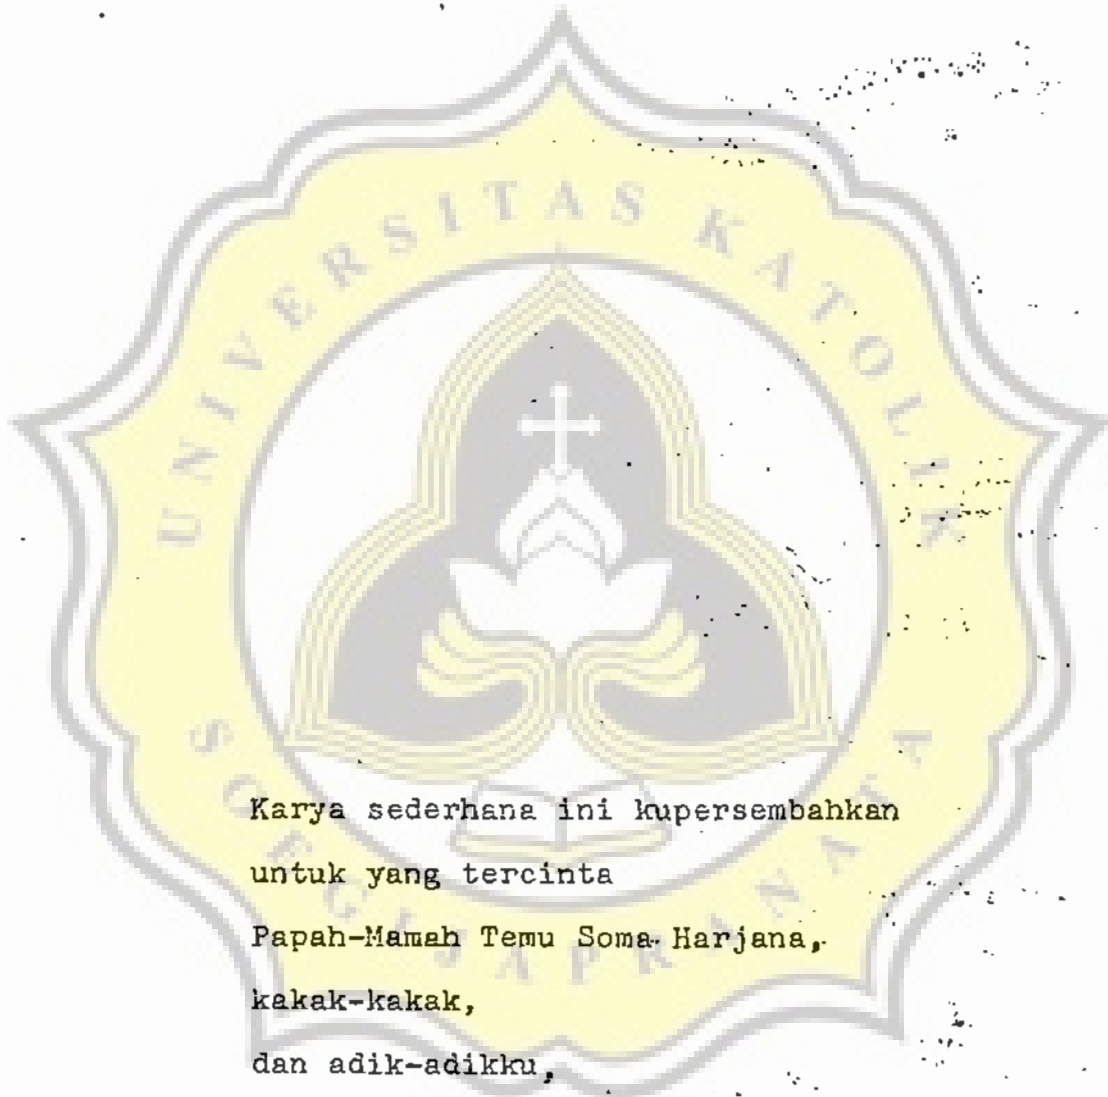 UNIVERSITAS KATOLIK
SOEGIJAPRANATA
Karya sederhana ini kupersembahkan
untuk yang tercinta
Papah-Mamah Temu Soma Harjana,
kakak-kakak,
dan adik-adikku,